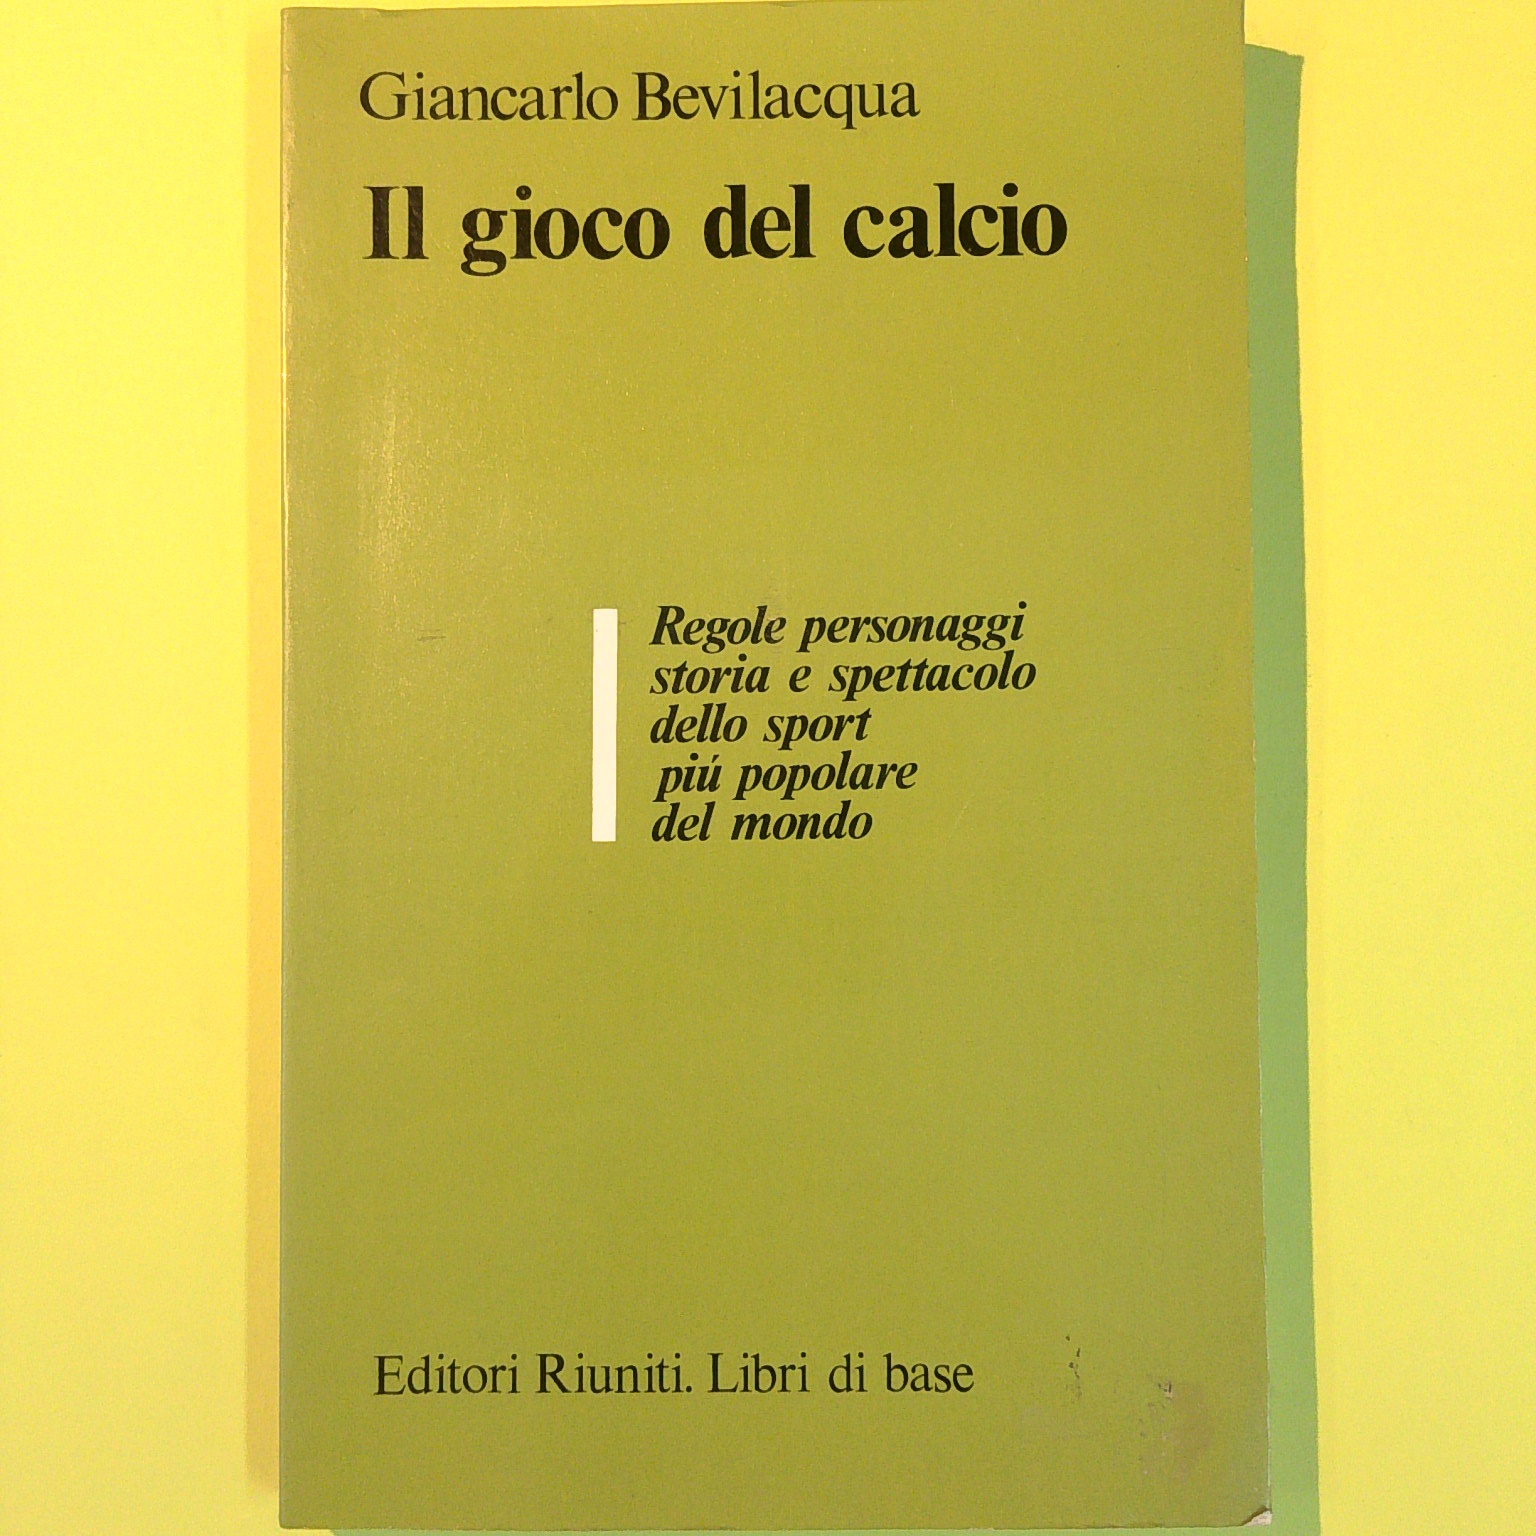 Giancarlo Bevilacqua
Il gioco del calcio
Regole personaggi
storia e spettacolo
dello sport
piú popolare
del mondo
Editori Riuniti. Libri di base